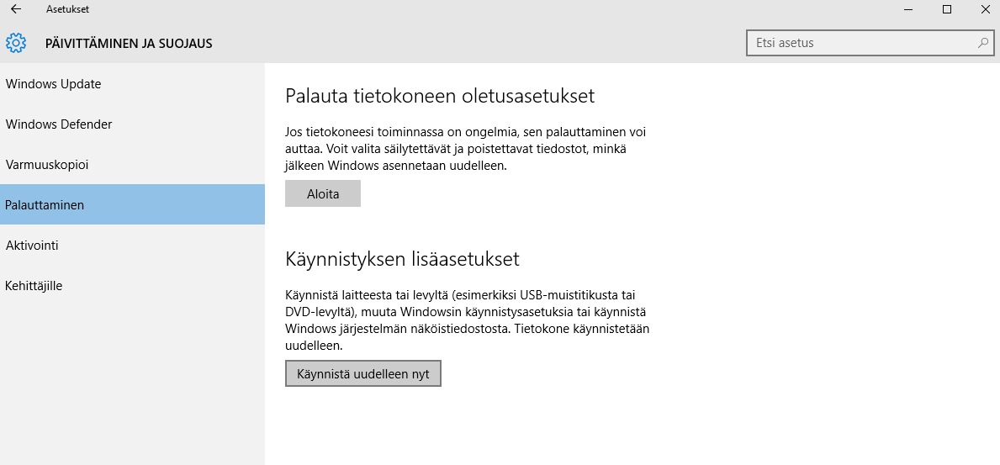 Asetukset
PÄIVITTÄMINEN JA SUOJAUS
Etsi asetus
Windows Update
Windows Defender
Varmuuskopioi
Palauttaminen
Aktivointi
Kehittäjille
Palauta tietokoneen oletusasetukset
Jos tietokoneesi toiminnassa on ongelmia, sen palauttaminen voi
auttaa. Voit valita säilytettävät ja poistettavat tiedostot, minkä
jälkeen Windows asennetaan uudelleen.
Aloita
Käynnistyksen lisäasetukset
Käynnistä laitteesta tai levyltä (esimerkiksi USB-muistitikusta tai
DVD-levyltä), muuta Windowsin käynnistysasetuksia tai käynnistä
Windows järjestelmän näköistiedostosta. Tietokone käynnistetään
uudelleen.
Käynnistä uudelleen nyt